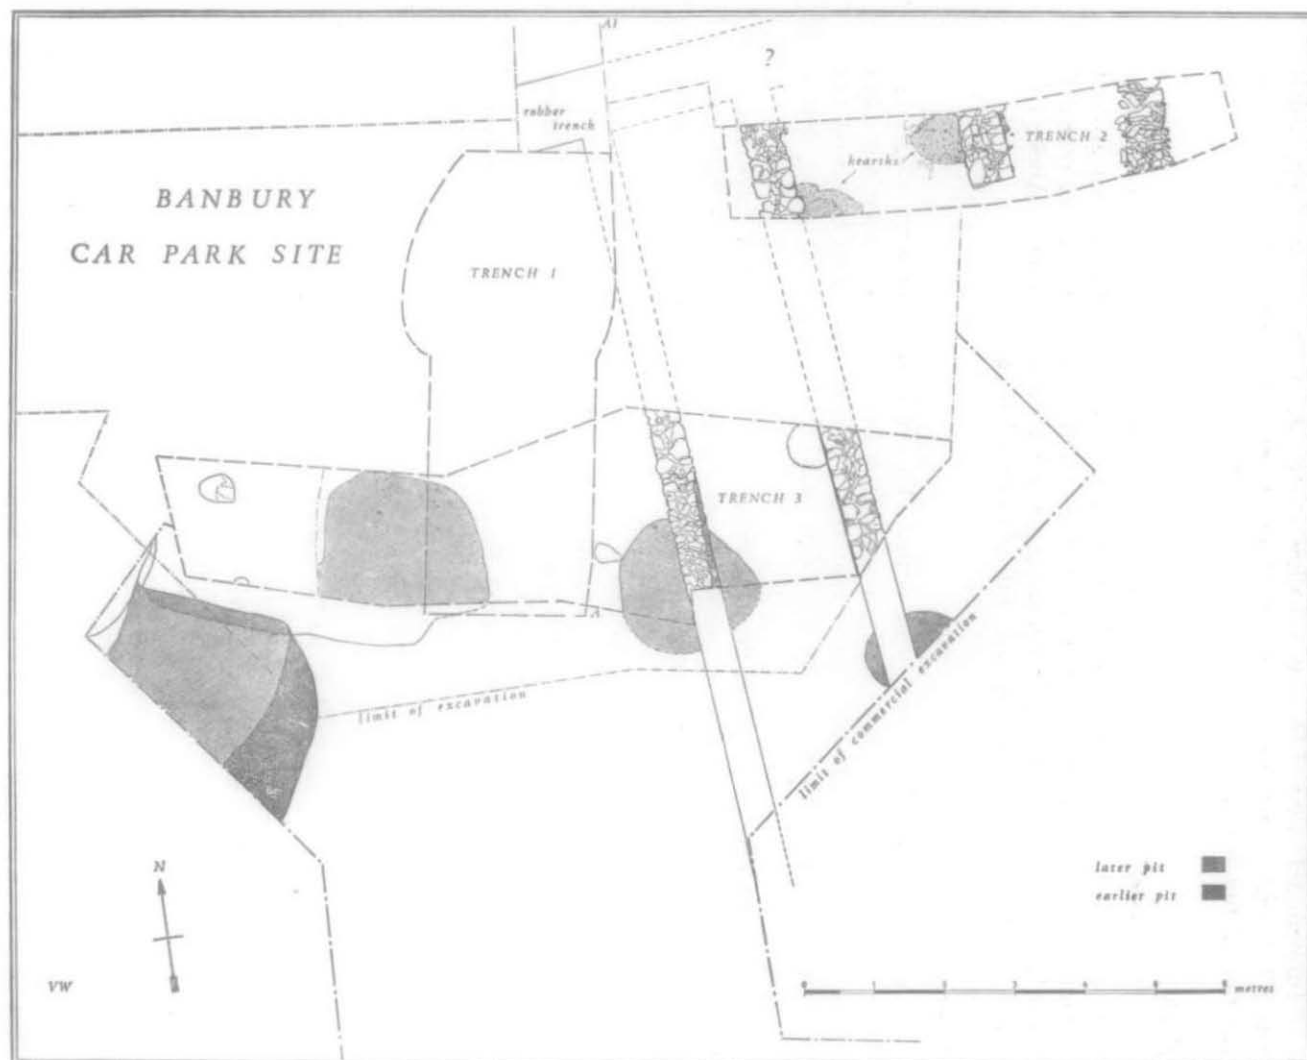 A1
?
robber
trench
TRENCH 2
hearths
BANBURY
CAR PARK SITE
TRENCH 1
TRENCH 3
limit of excavation
limit of commercial excavation
N
later pit
earlier pit
VW
metres